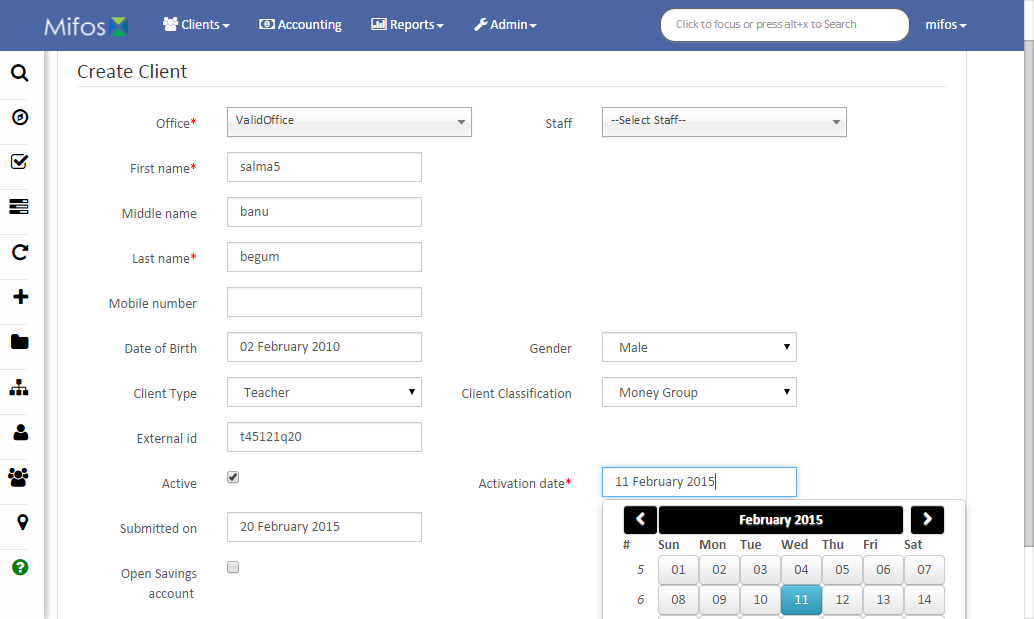 Mifos Clients Accounting Reports Admin Click to focus or press alt+x to Search mifos
Create Client
Office* ValidOffice Staff --Select Staff--
First name* salma5
Middle name banu
Last name* begum
Mobile number
Date of Birth 02 February 2010 Gender Male
Client Type Teacher Client Classification Money Group
External id t45121q20
Active Activation date* 11 February 2015
Submitted on 20 February 2015
Open Savings
account
February 2015
# Sun Mon Tue Wed Thu Fri Sat
5 01 02 03 04 05 06 07
6 08 09 10 11 12 13 14